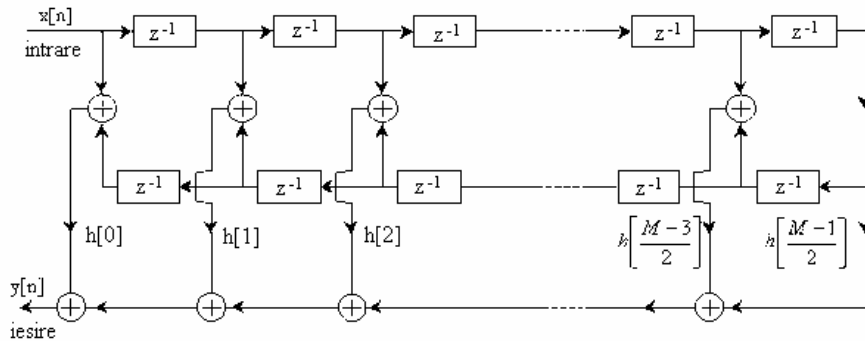 x[n]
z⁻¹ z⁻¹ z⁻¹ z⁻¹ z⁻¹
intrare
+ + + +
z⁻¹ z⁻¹ z⁻¹ z⁻¹ z⁻¹
h[0] h[1] h[2] h[M-3/2] h[M-1/2]
y[n]
+ + + +
iesire